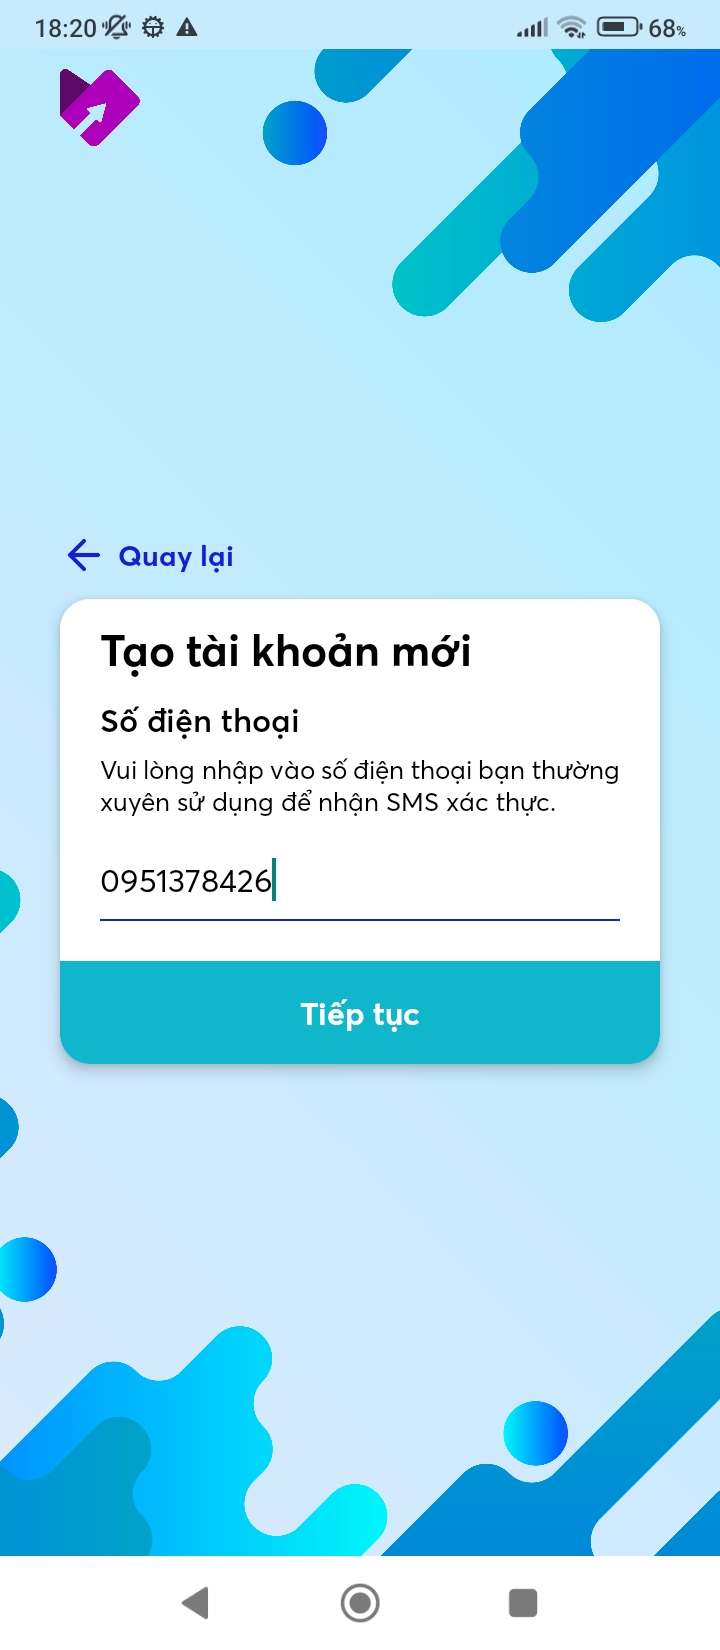 18:20
68%
Quay lại
Tạo tài khoản mới
Số điện thoại
Vui lòng nhập vào số điện thoại bạn thường
xuyên sử dụng để nhận SMS xác thực.
0951378426
Tiếp tục